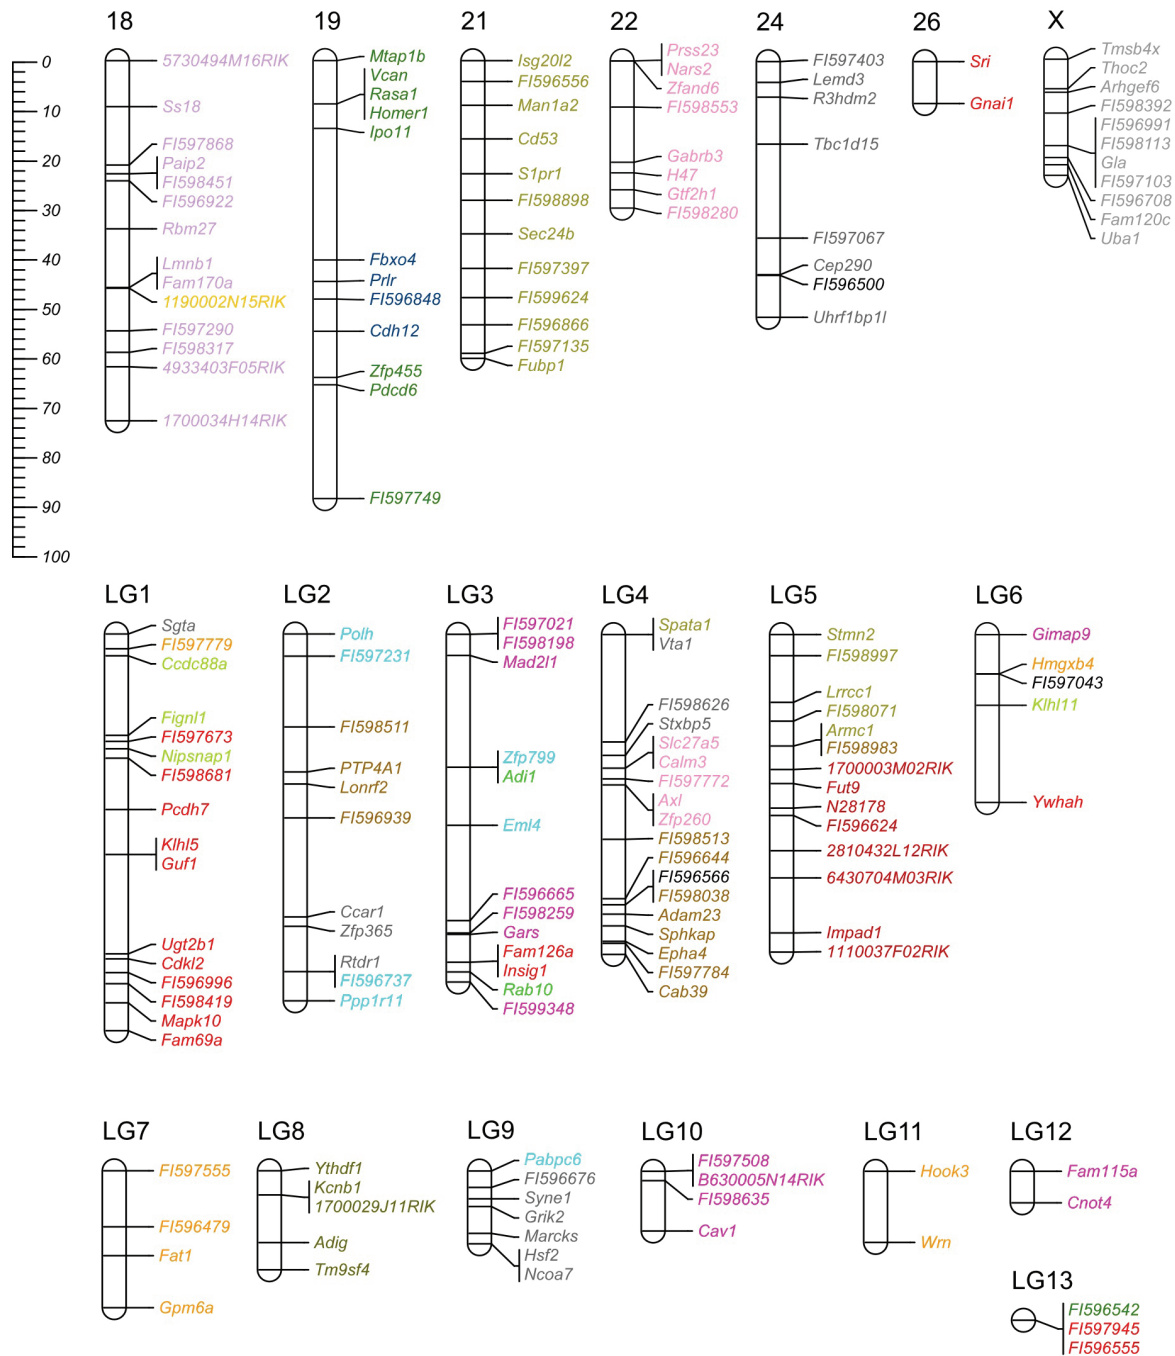 18
19
21
22
24
26
X
0
10
20
30
40
50
60
70
80
90
100
5730494M16RIK
Ss18
FI597868
Paip2
FI598451
FI596922
Rbm27
Lmnb1
Fam170a
1190002N15RIK
FI597290
FI598317
4933403F05RIK
1700034H14RIK
Mtap1b
Vcan
Rasa1
Homer1
Ipo11
Fbxo4
Prlr
FI596848
Cdh12
Zfp455
Pdcd6
FI597749
Isg20l2
FI596556
Man1a2
Cd53
S1pr1
FI598898
Sec24b
FI597397
FI599624
FI596866
FI597135
Fubp1
Prss23
Nars2
Zfand6
FI598553
Gabrb3
H47
Gtf2h1
FI598280
FI597403
Lemd3
R3hdm2
Tbc1d15
FI597067
Cep290
FI596500
Uhrf1bp1l
Sri
Gnai1
Tmsb4x
Thoc2
Arhgef6
FI598392
FI596991
FI598113
Gla
FI597103
FI596708
Fam120c
Uba1
LG1
LG2
LG3
LG4
LG5
LG6
Sgta
FI597779
Ccdc88a
Fignl1
FI597673
Nipsnap1
FI598681
Pcdh7
Klhl5
Guf1
Ugt2b1
Cdkl2
FI596996
FI598419
Mapk10
Fam69a
Polh
FI597231
FI598511
PTP4A1
Lonrf2
FI596939
Ccar1
Zfp365
Rtdr1
FI596737
Ppp1r11
FI597021
FI598198
Mad2l1
Zfp799
Adi1
Eml4
FI596665
FI598259
Gars
Fam126a
Insig1
Rab10
FI599348
Spata1
Vta1
FI598626
Stxbp5
Slc27a5
Calm3
FI597772
Axl
Zfp260
FI598513
FI596644
FI596566
FI598038
Adam23
Sphkap
Epha4
FI597784
Cab39
Stmn2
FI598997
Lrrcc1
FI598071
Armc1
FI598983
1700003M02RIK
Fut9
N28178
FI596624
2810432L12RIK
6430704M03RIK
Impad1
1110037F02RIK
Gimap9
Hmgxb4
FI597043
Klhl11
Ywhah
LG7
LG8
LG9
LG10
LG11
LG12
FI597555
FI596479
Fat1
Gpm6a
Ythdf1
Kcnb1
1700029J11RIK
Adig
Tm9sf4
Pabpc6
FI596676
Syne1
Grik2
Marcks
Hsf2
Ncoa7
FI597508
B630005N14RIK
FI598635
Cav1
Hook3
Wrn
Fam115a
Cnot4
LG13
FI596542
FI597945
FI596555